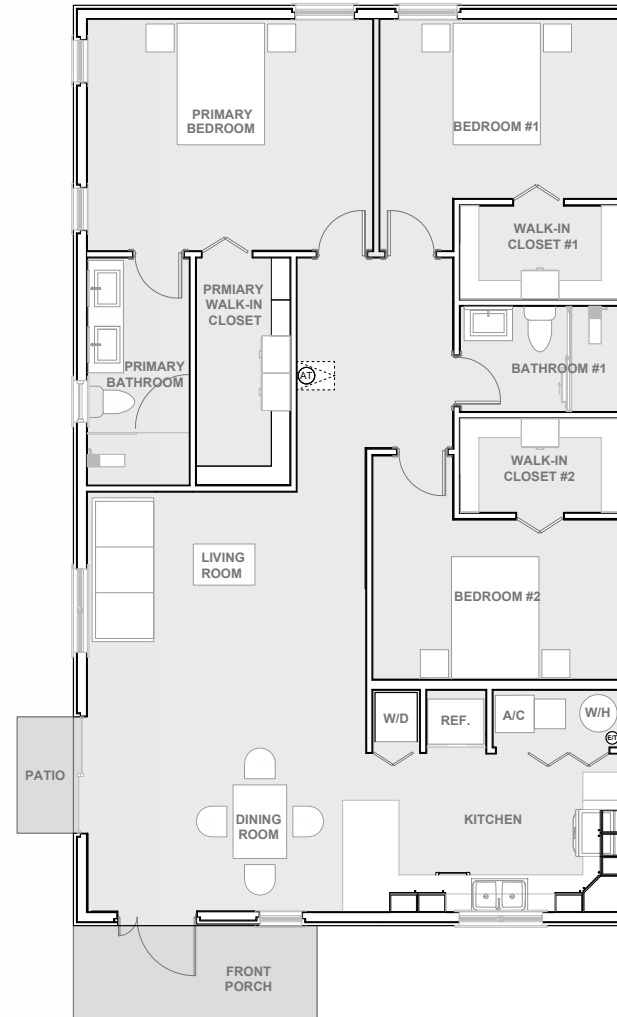 PRIMARY
BEDROOM
BEDROOM #1
WALK-IN
CLOSET #1
PRMIARY
WALK-IN
CLOSET
PRIMARY
BATHROOM
BATHROOM #1
AT
WALK-IN
CLOSET #2
LIVING
ROOM
BEDROOM #2
W/D
REF.
A/C
W/H
E/T
PATIO
DINING
ROOM
KITCHEN
FRONT
PORCH